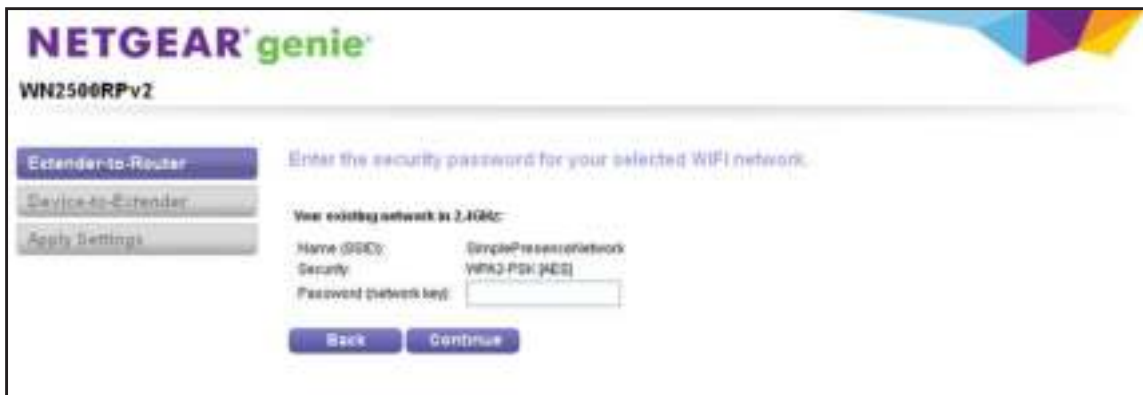 NETGEAR genie
WN2500RPv2
Extender-to-Router
Device-to-Extender
Apply Settings
Enter the security password for your selected WIFI network.
Your existing network in 2.4GHz:
Name (SSID): SimplePresenceNetwork
Security: WPA2-PSK [AES]
Password (network key):
Back Continue